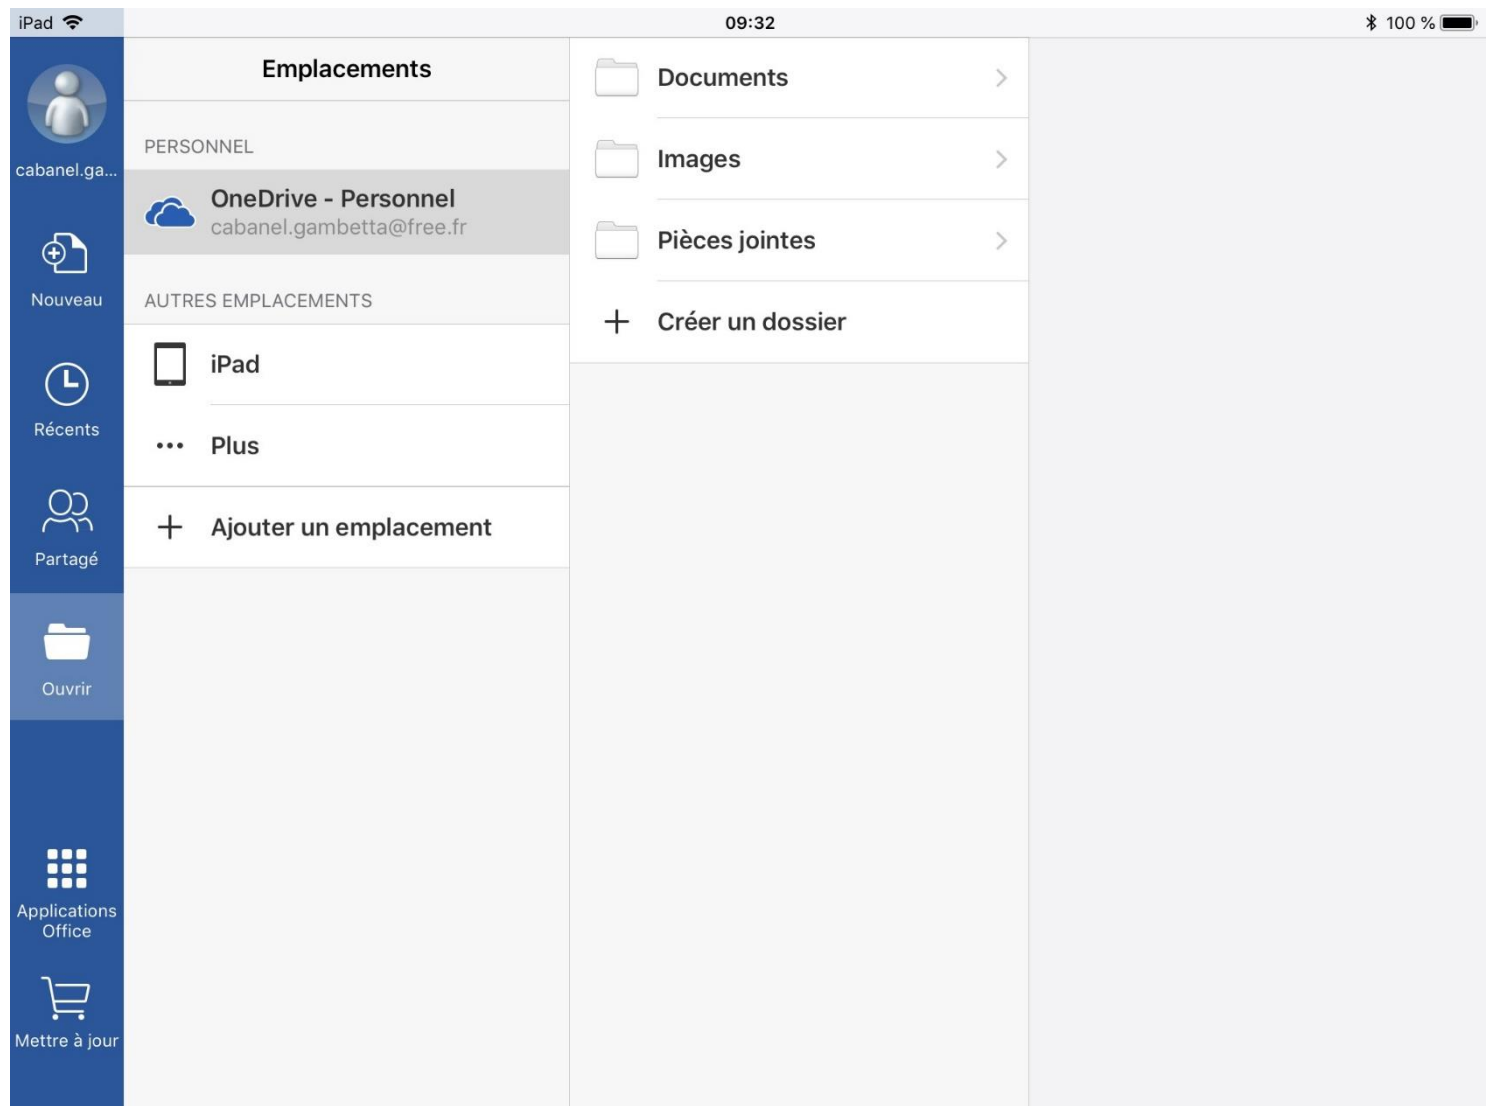 iPad
09:32
100 %
cabanel.ga...
Nouveau
Récents
Partagé
Ouvrir
Applications
Office
Mettre à jour
Emplacements
PERSONNEL
OneDrive - Personnel
cabanel.gambetta@free.fr
AUTRES EMPLACEMENTS
iPad
Plus
Ajouter un emplacement
Documents
Images
Pièces jointes
Créer un dossier